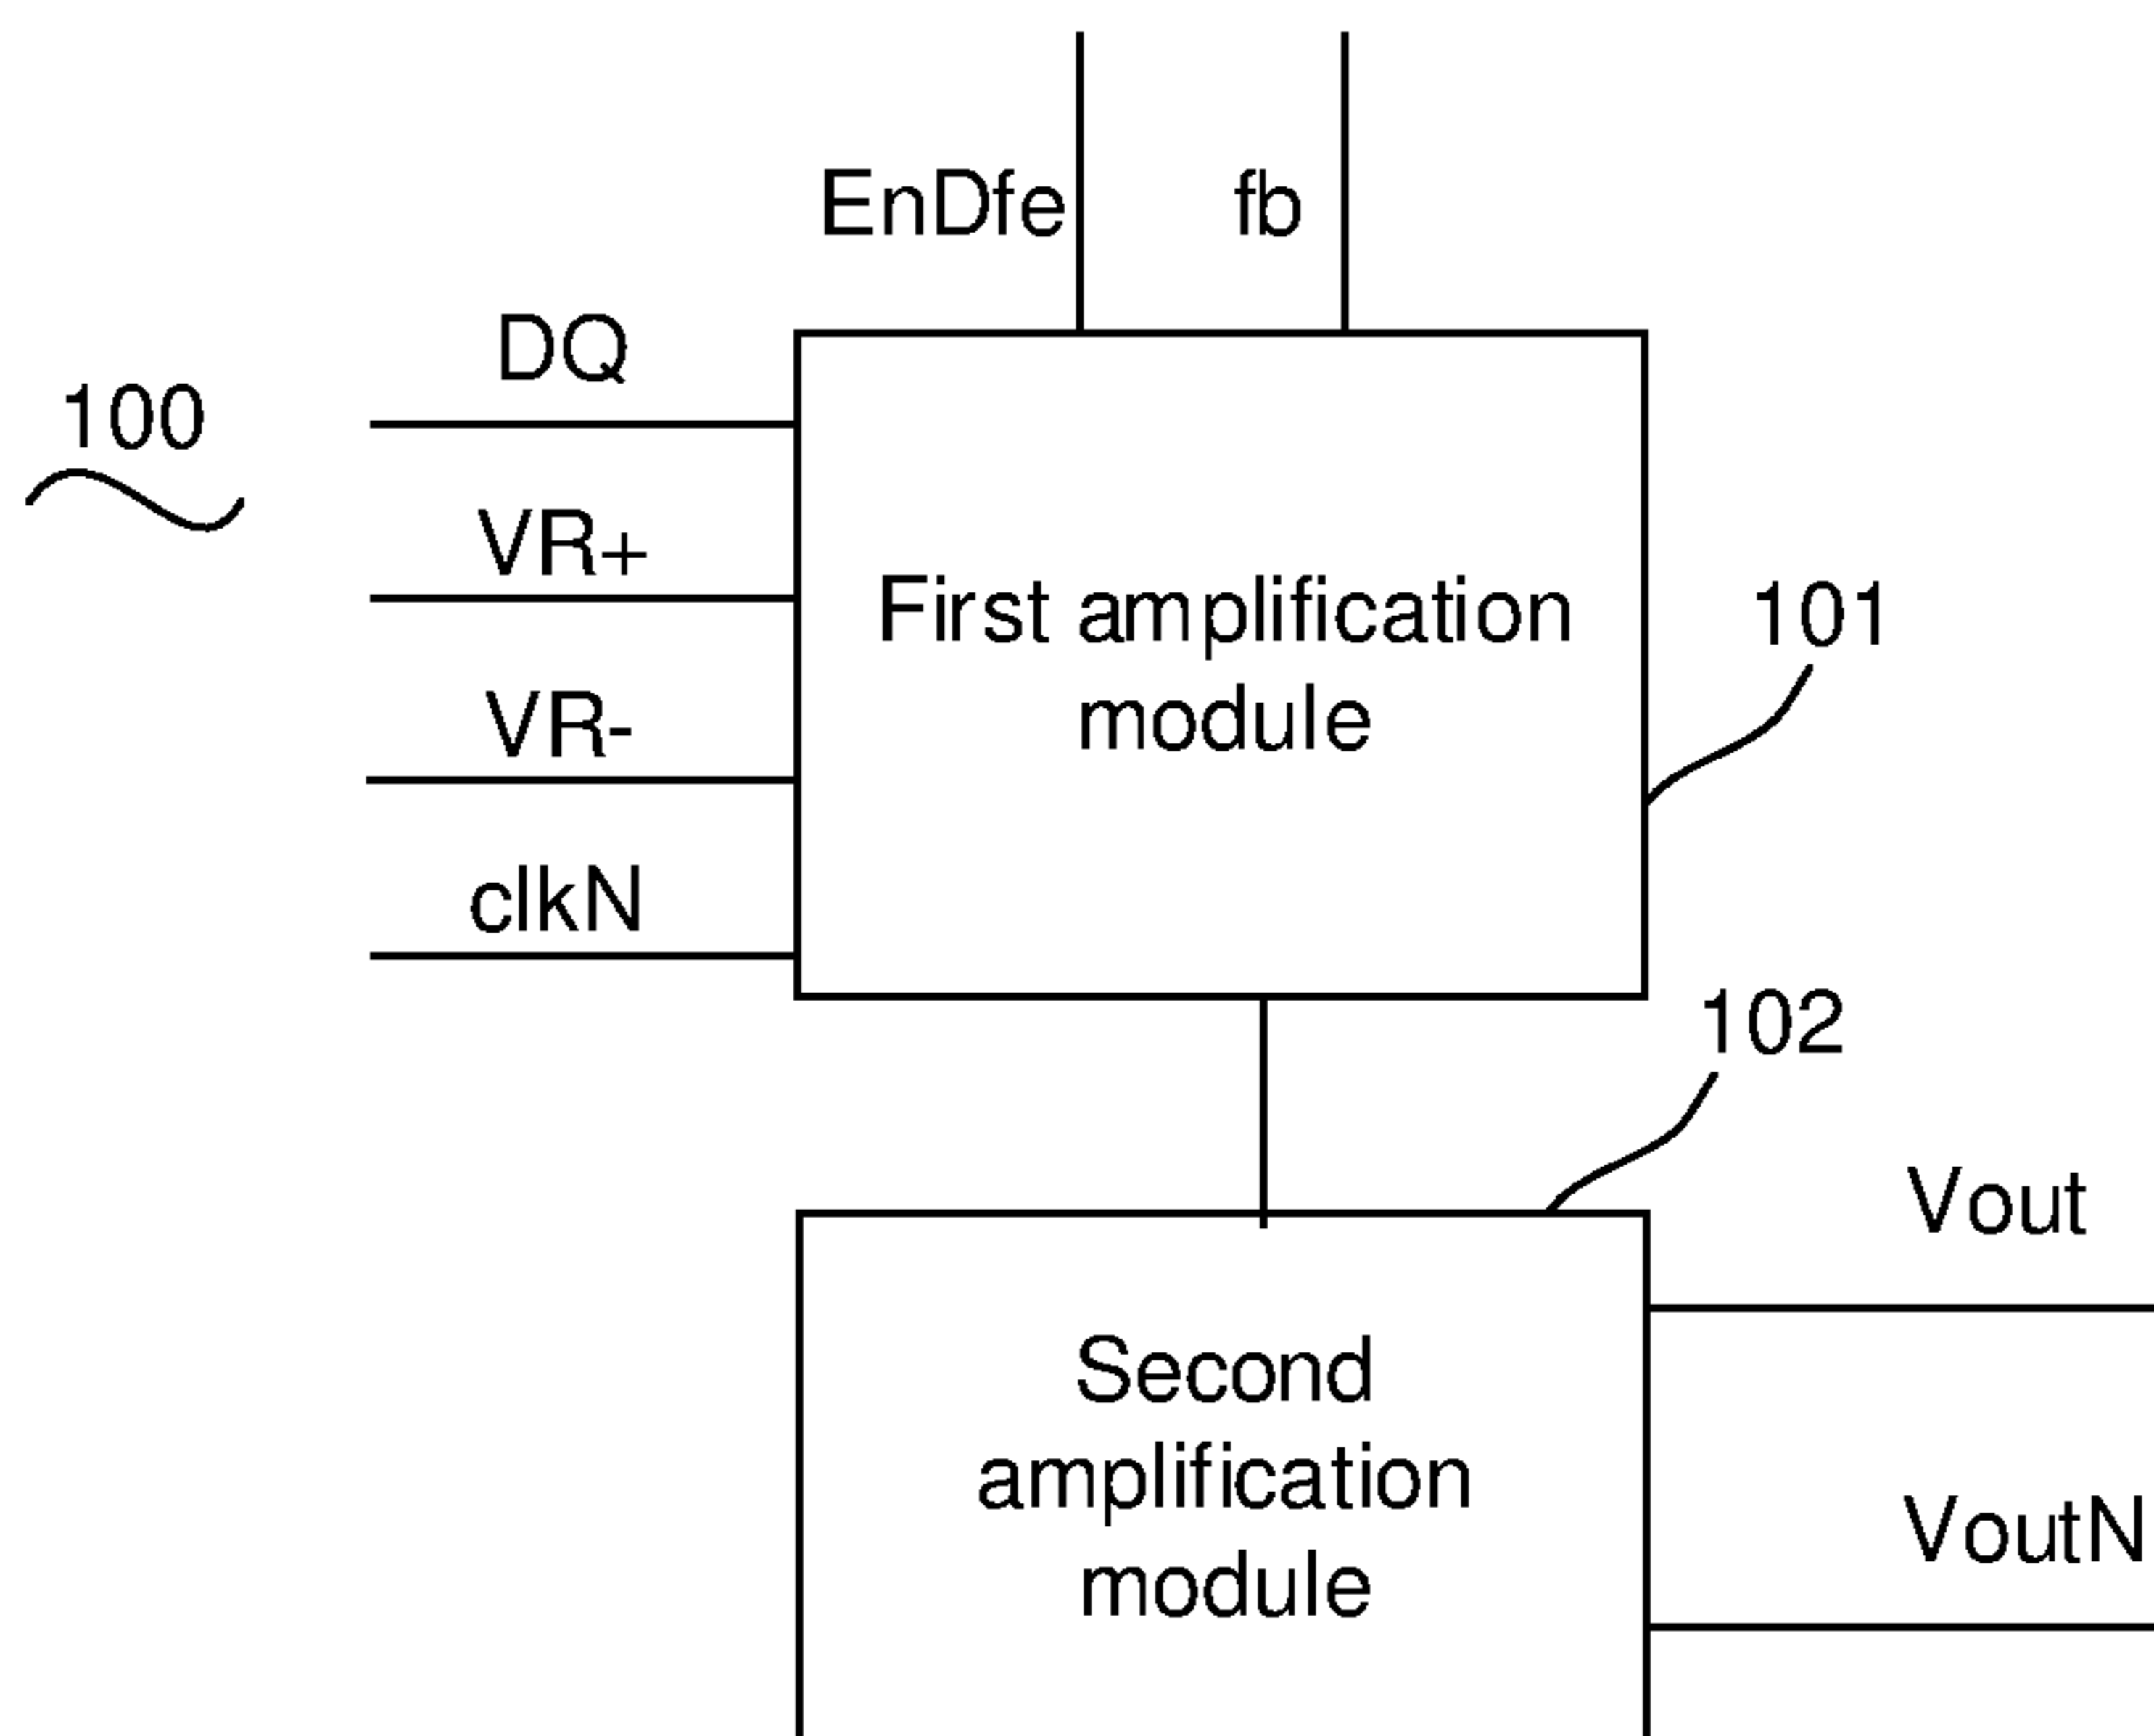 EnDfe fb
DQ
100
VR+
First amplification
module
101
VR-
clkN
102
Vout
Second
amplification
module
VoutN